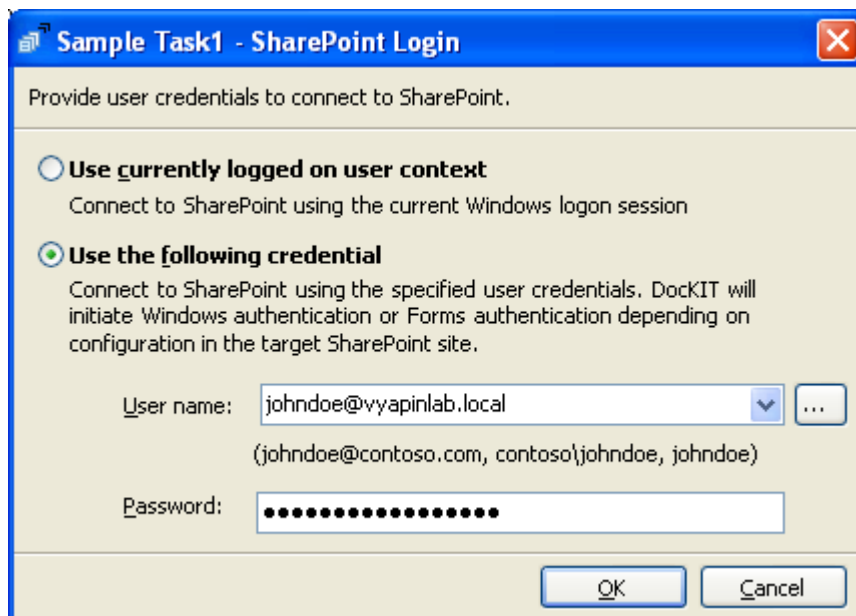 Sample Task1 - SharePoint Login
Provide user credentials to connect to SharePoint.
Use currently logged on user context
Connect to SharePoint using the current Windows logon session
Use the following credential
Connect to SharePoint using the specified user credentials. DocKIT will
initiate Windows authentication or Forms authentication depending on
configuration in the target SharePoint site.
User name: johndoe@vyapinlab.local ...
(johndoe@contoso.com, contoso\johndoe, johndoe)
Password: ●●●●●●●●●●●●●●●●●
OK Cancel